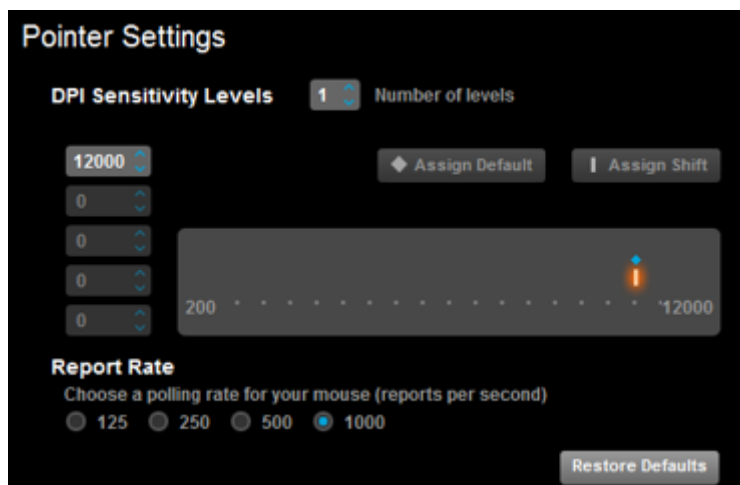 Pointer Settings
DPI Sensitivity Levels 1 Number of levels
12000 Assign Default Assign Shift
0
0
0
200 12000
0
Report Rate
Choose a polling rate for your mouse (reports per second)
125 250 500 1000
Restore Defaults